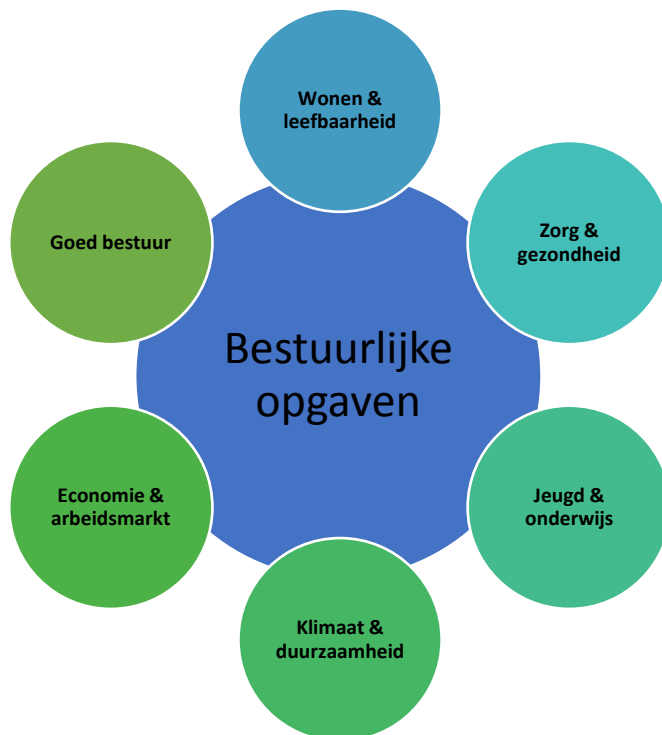 Wonen &
leefbaarheid
Zorg &
gezondheid
Goed bestuur
Bestuurlijke
opgaven
Economie &
arbeidsmarkt
Jeugd &
onderwijs
Klimaat &
duurzaamheid